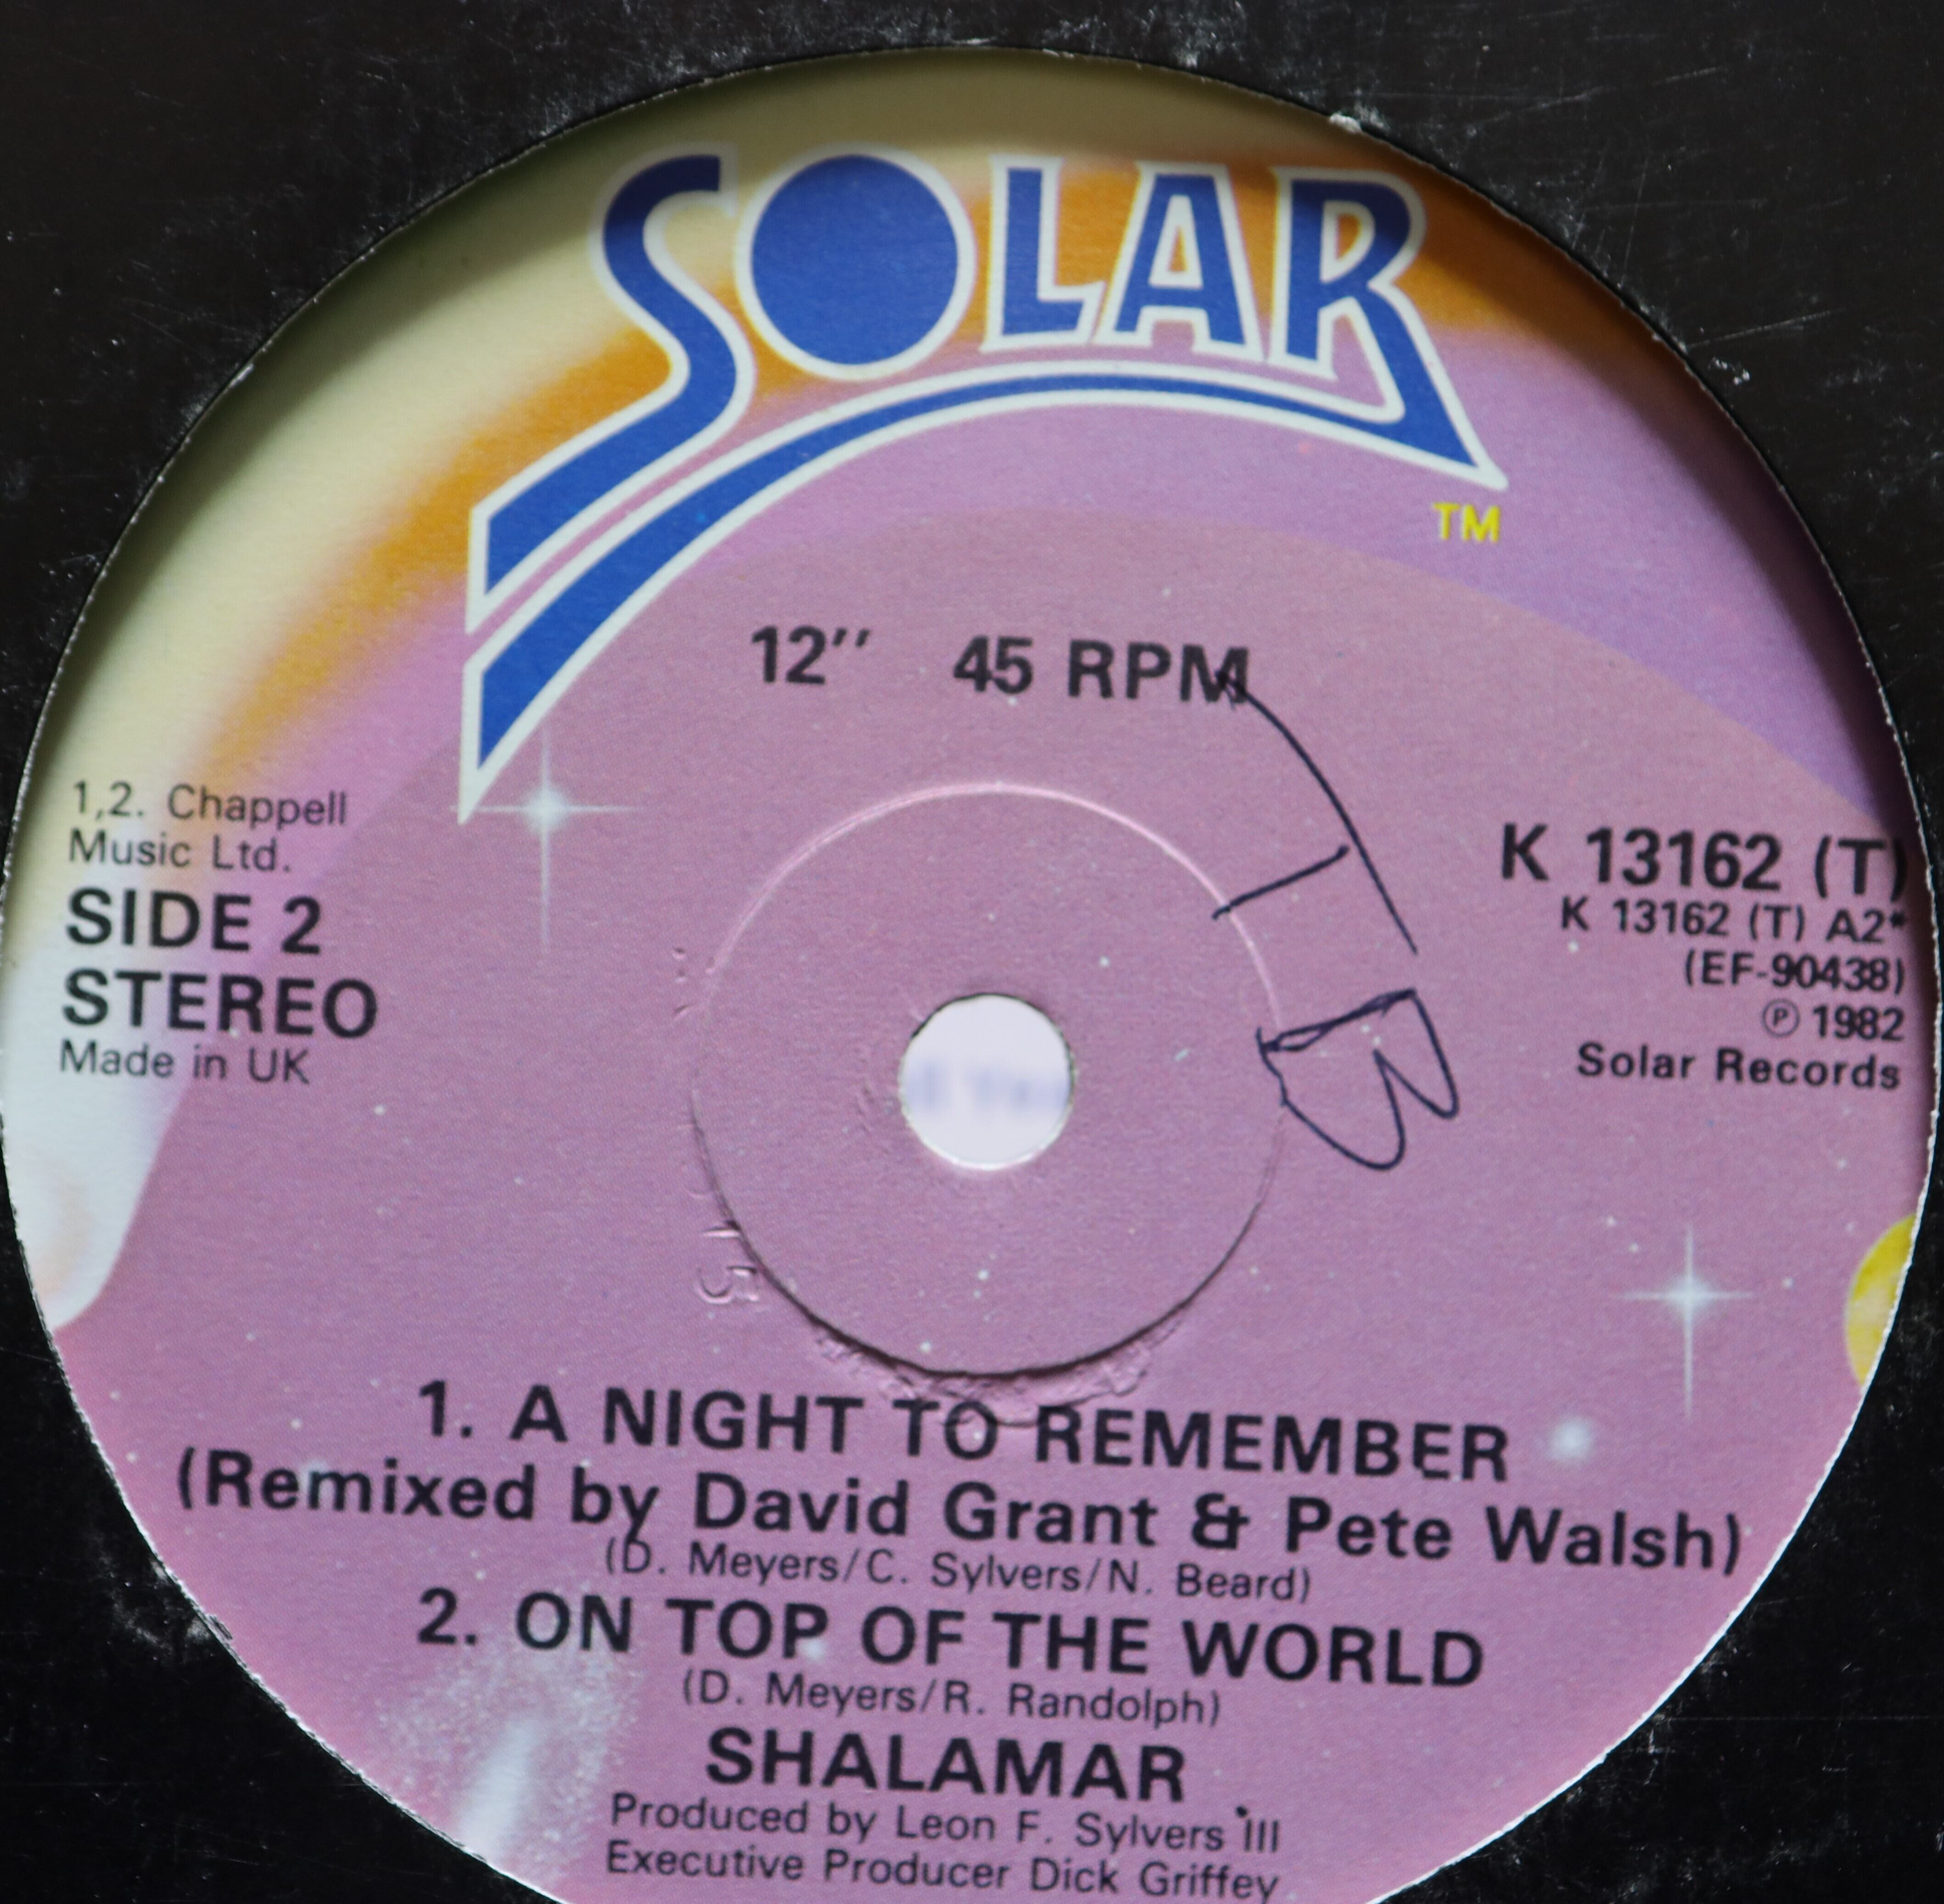 SOLAR
TM
12" 45 RPM
1,2. Chappell
Music Ltd.
SIDE 2
STEREO
Made in UK
K 13162 (T)
K 13162 (T) A2*
(EF-90438)
℗ 1982
Solar Records
1. A NIGHT TO REMEMBER
(Remixed by David Grant & Pete Walsh)
(D. Meyers/C. Sylvers/N. Beard)
2. ON TOP OF THE WORLD
(D. Meyers/R. Randolph)
SHALAMAR
Produced by Leon F. Sylvers III
Executive Producer Dick Griffey